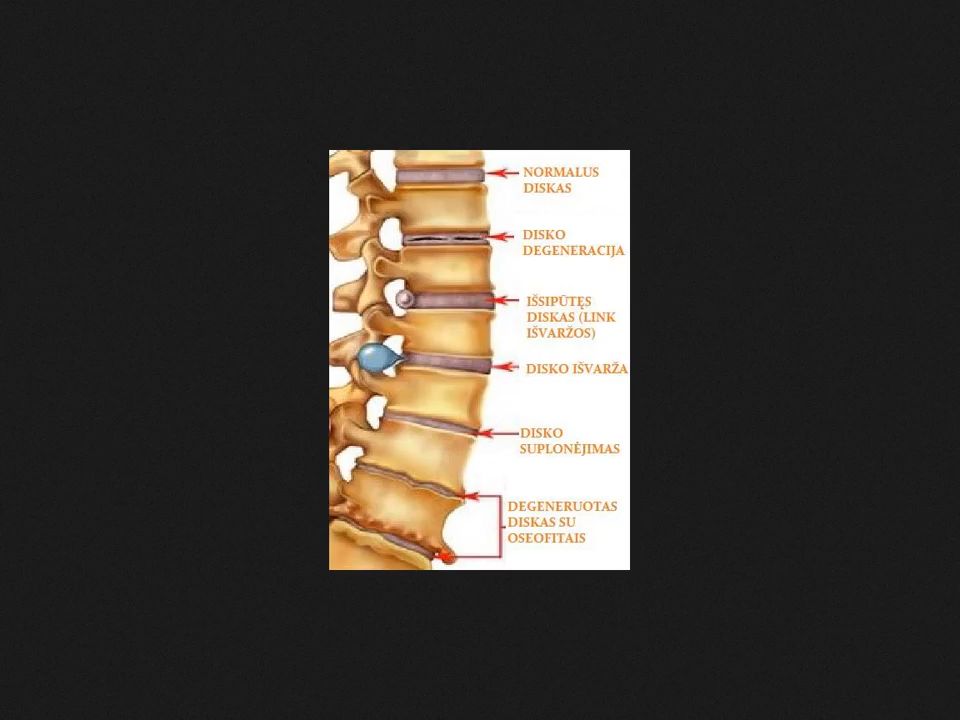 NORMALUS
DISKAS
DISKO
DEGENERACIJA
IŠSIPŪTĘS
DISKAS (LINK
IŠVARŽOS)
DISKO IŠVARŽA
DISKO
SUPLONĖJIMAS
DEGENERUOTAS
DISKAS SU
OSEOFITAIS